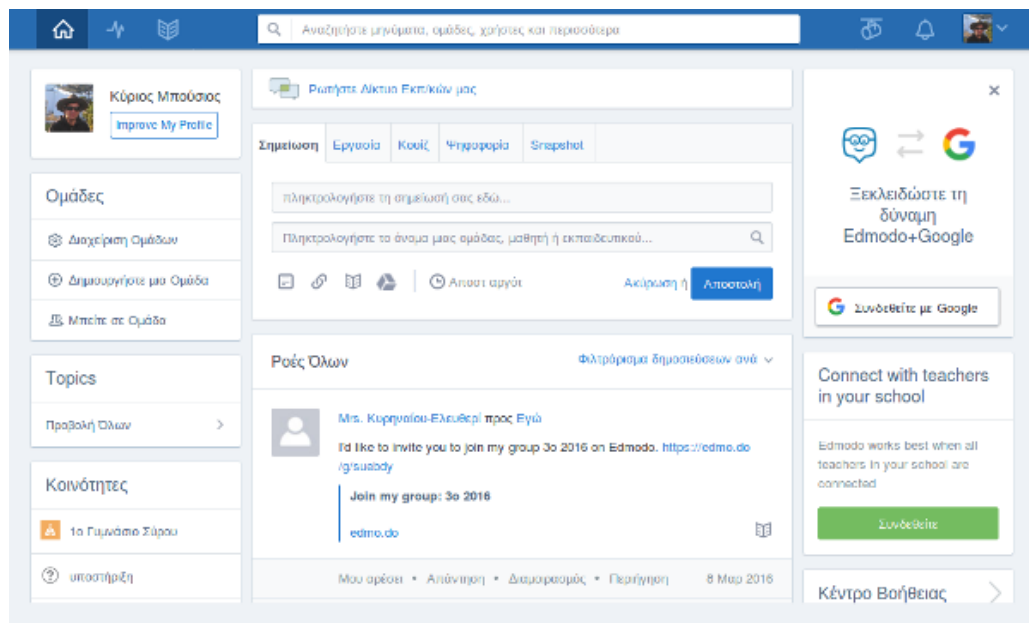 Αναζητήστε μηνύματα, ομάδες, χρήστες και περισσότερα
Κύριος Μπούσιος
Improve My Profile
Ομάδες
Διαχείριση Ομάδων
Δημιουργήστε μια Ομάδα
Μπείτε σε Ομάδα
Topics
Προβολή Όλων
Κοινότητες
1ο Γυμνάσιο Σύρου
υποστήριξη
Ρωτήστε Δίκτυο Εκπ/κών μας
Σημείωση Εργασία Κουίζ Ψηφοφορία Snapshot
πληκτρολογήστε τη σημείωσή σας εδώ...
Πληκτρολογήστε το όνομα μιας ομάδας, μαθητή ή εκπαιδευτικού...
Ακύρωση ή Αποστολή
Ροές Όλων
Φιλτράρισμα δημοσιεύσεων ανά
Mrs. Κυρηναίου-Ελευθερί προς Εγώ
I'd like to invite you to join my group 3o 2016 on Edmodo. https://edmo.do
/g/suabdy
Join my group: 3o 2016
edmo.do
Μου αρέσει • Απάντηση • Διαμοιρασμός • Περιήγηση 8 Μαρ 2016
Ξεκλειδώστε τη
δύναμη
Edmodo+Google
Συνδεθείτε με Google
Connect with teachers
in your school
Edmodo works best when all
teachers in your school are
connected
Συνδεθείτε
Κέντρο Βοήθειας